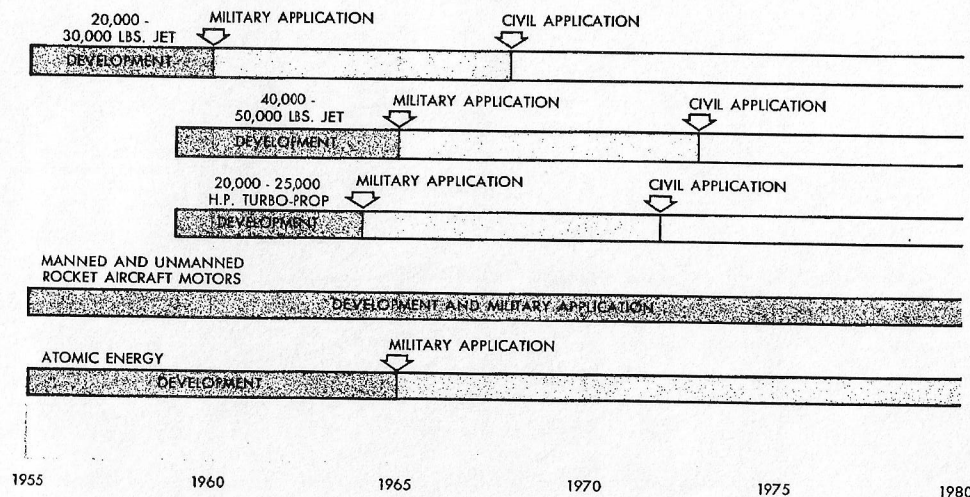 20,000 -
30,000 LBS. JET
MILITARY APPLICATION
CIVIL APPLICATION
DEVELOPMENT
40,000 -
50,000 LBS. JET
MILITARY APPLICATION
CIVIL APPLICATION
DEVELOPMENT
20,000 - 25,000
H.P. TURBO-PROP
MILITARY APPLICATION
CIVIL APPLICATION
DEVELOPMENT
MANNED AND UNMANNED
ROCKET AIRCRAFT MOTORS
DEVELOPMENT AND MILITARY APPLICATION
ATOMIC ENERGY
MILITARY APPLICATION
DEVELOPMENT
1955 1960 1965 1970 1975 1980